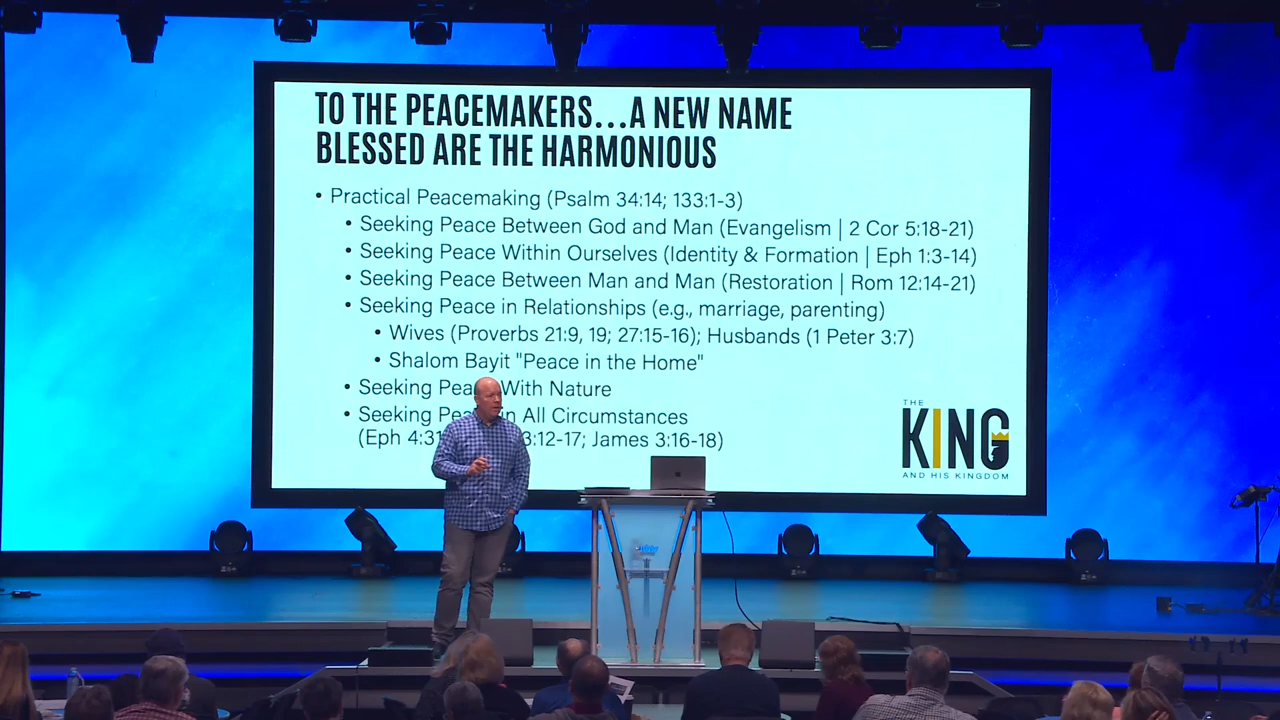 TO THE PEACEMAKERS...A NEW NAME
BLESSED ARE THE HARMONIOUS
• Practical Peacemaking (Psalm 34:14; 133:1-3)
• Seeking Peace Between God and Man (Evangelism | 2 Cor 5:18-21)
• Seeking Peace Within Ourselves (Identity & Formation | Eph 1:3-14)
• Seeking Peace Between Man and Man (Restoration | Rom 12:14-21)
• Seeking Peace in Relationships (e.g., marriage, parenting)
• Wives (Proverbs 21:9, 19; 27:15-16); Husbands (1 Peter 3:7)
• Shalom Bayit "Peace in the Home"
• Seeking With Nature
• Seeking All Circumstances
(Eph 3:12-17; James 3:16-18)
THE
KING
AND HIS KINGDOM